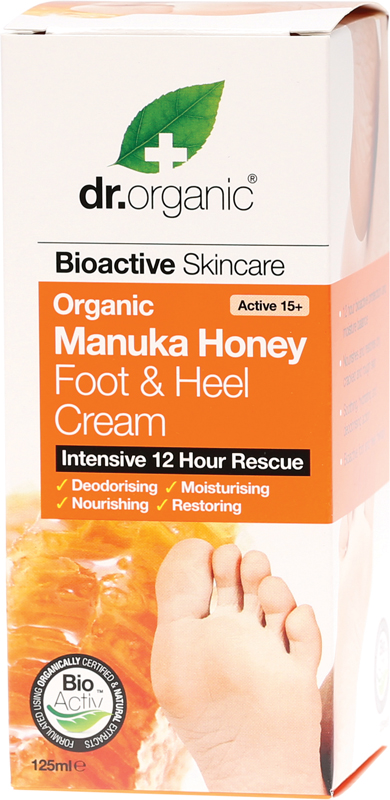 dr.organic®
Bioactive Skincare
Organic
Active 15+
Manuka Honey
Foot & Heel
Cream
Intensive 12 Hour Rescue
✓ Deodorising ✓ Moisturising
✓ Nourishing ✓ Restoring
FORMULATED USING ORGANICALLY CERTIFIED & NATURAL EXTRACTS
Bio
Activ™
125ml℮